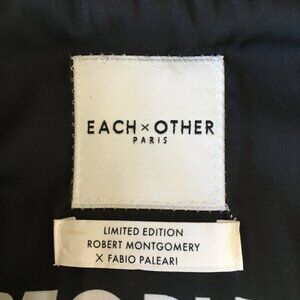 EACH × OTHER
PARIS
LIMITED EDITION
ROBERT MONTGOMERY
X FABIO PALEARI